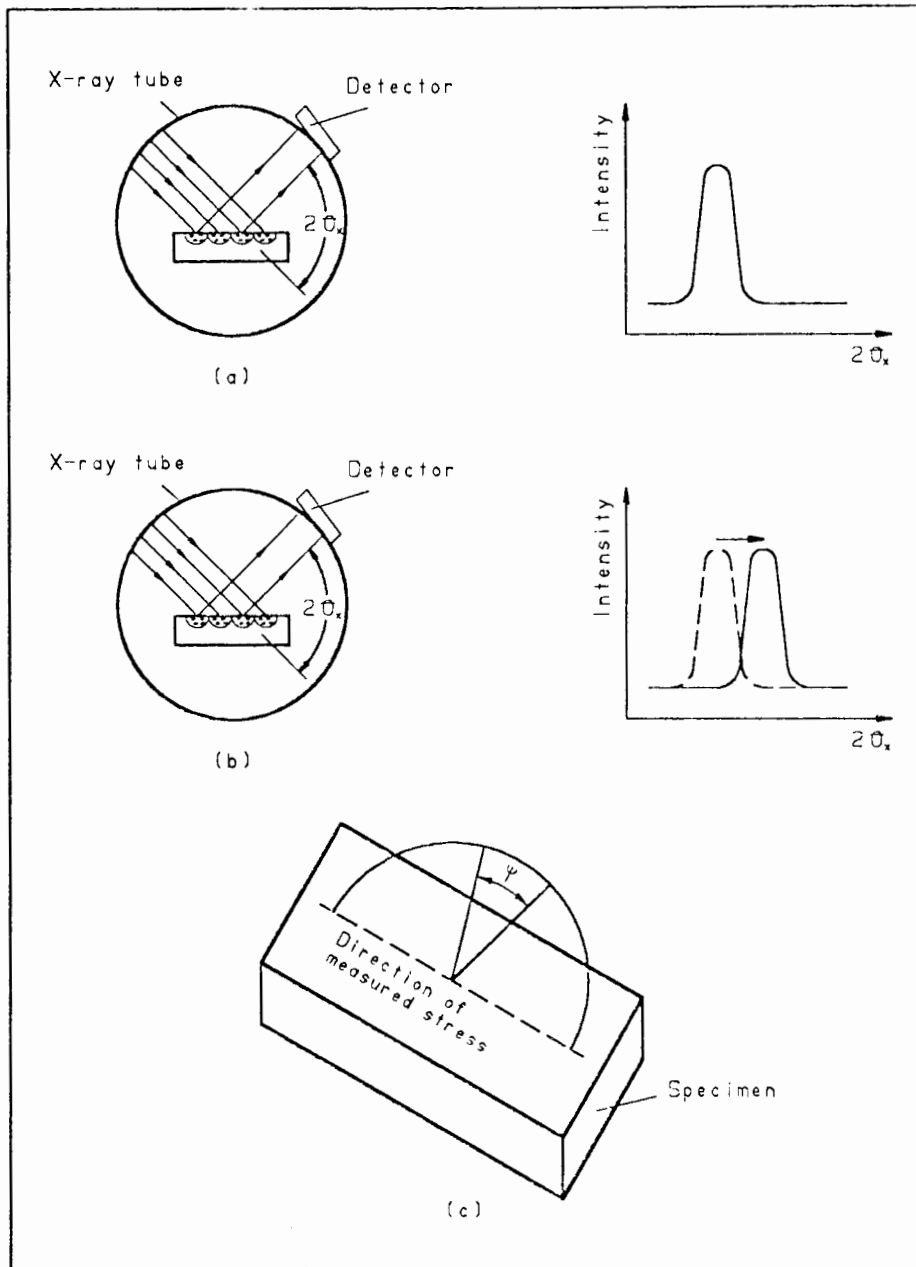 X-ray tube
Detector
2θₓ
(a)
Intensity
2θₓ
X-ray tube
Detector
2θₓ
(b)
Intensity
2θₓ
Ψ
Direction of
measured stress
Specimen
(c)